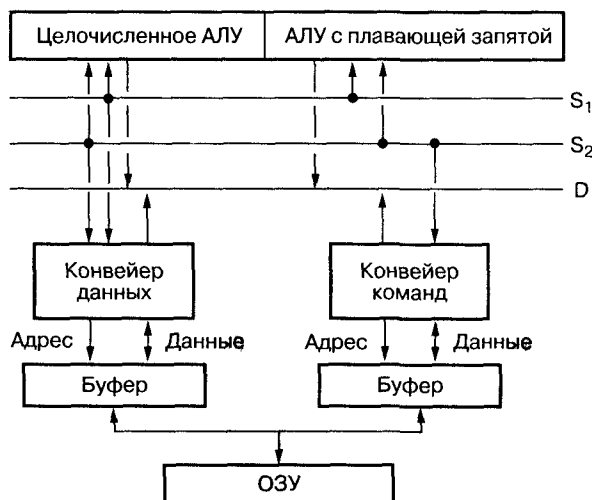 Целочисленное АЛУ
АЛУ с плавающей запятой
S1
S2
D
Конвейер
данных
Конвейер
команд
Адрес
Данные
Адрес
Данные
Буфер
Буфер
ОЗУ